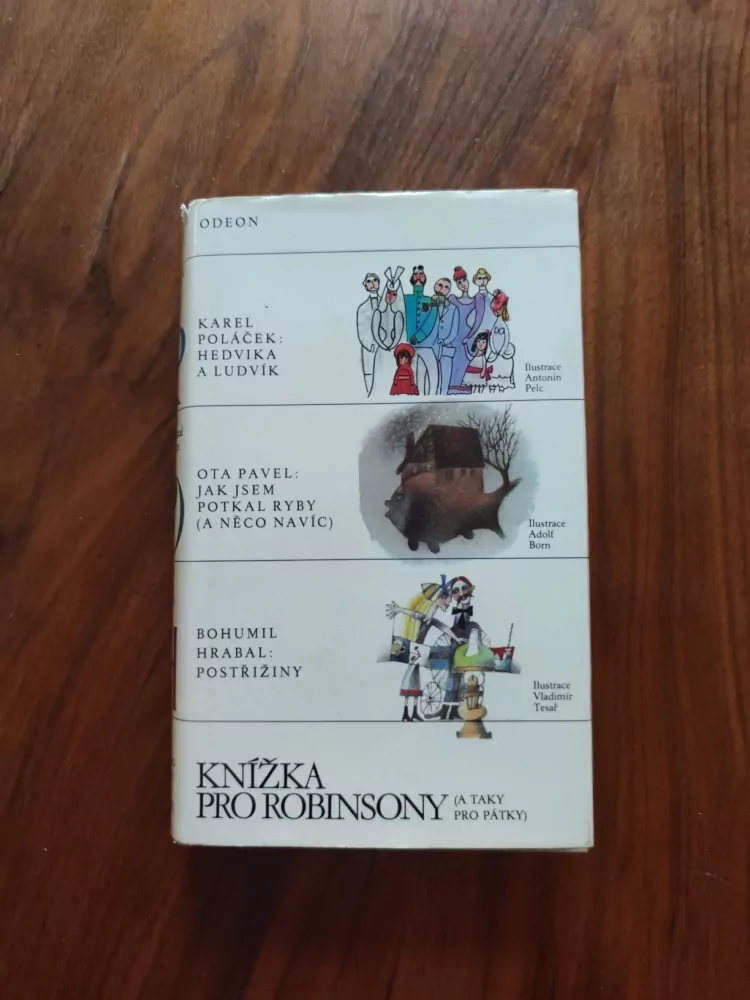 ODEON
KAREL
POLÁČEK:
HEDVIKA
A LUDVÍK
Ilustrace
Antonín
Pelc
OTA PAVEL:
JAK JSEM
POTKAL RYBY
(A NĚCO NAVÍC)
Ilustrace
Adolf
Born
BOHUMIL
HRABAL:
POSTŘIŽINY
Ilustrace
Vladimír
Tesař
KNÍŽKA
PRO ROBINSONY (A TAKY
PRO PÁTKY)